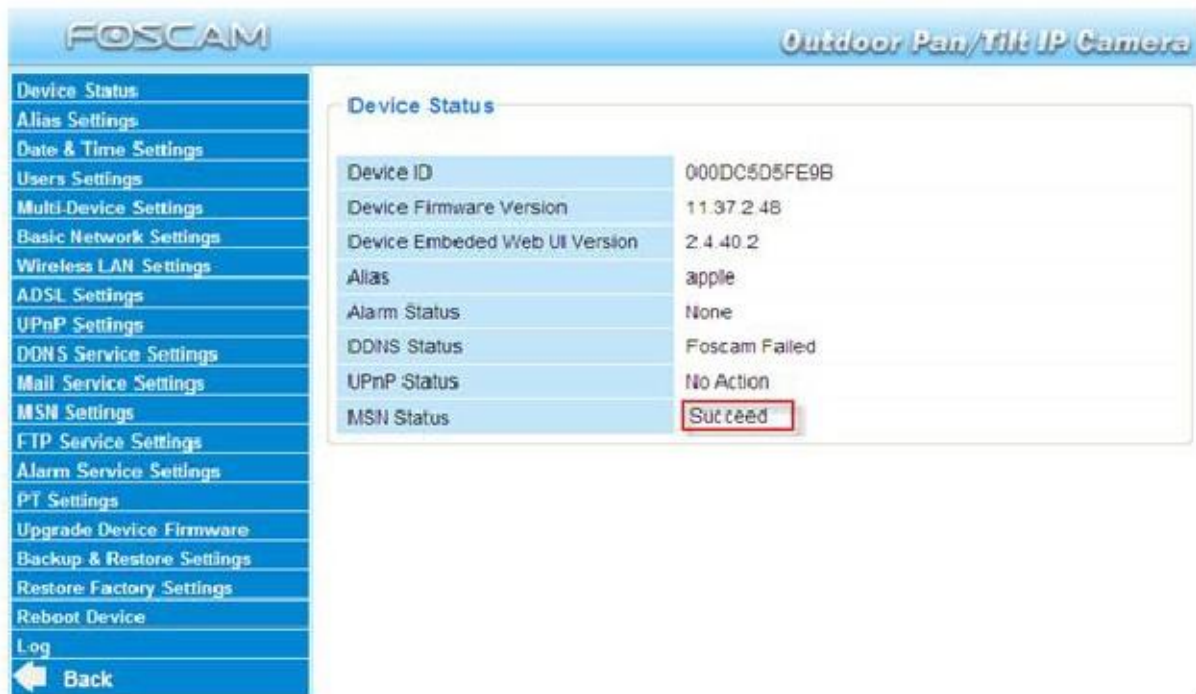 FOSCAM
Outdoor Pan/Tilt IP Camera
Device Status
Alias Settings
Date & Time Settings
Users Settings
Multi-Device Settings
Basic Network Settings
Wireless LAN Settings
ADSL Settings
UPnP Settings
DDNS Service Settings
Mail Service Settings
MSN Settings
FTP Service Settings
Alarm Service Settings
PT Settings
Upgrade Device Firmware
Backup & Restore Settings
Restore Factory Settings
Reboot Device
Log
Back
Device Status
Device ID 000DC5D5FE9B
Device Firmware Version 11.37.2.48
Device Embeded Web UI Version 2.4.40.2
Alias apple
Alarm Status None
DDNS Status Foscam Failed
UPnP Status No Action
MSN Status Succeed